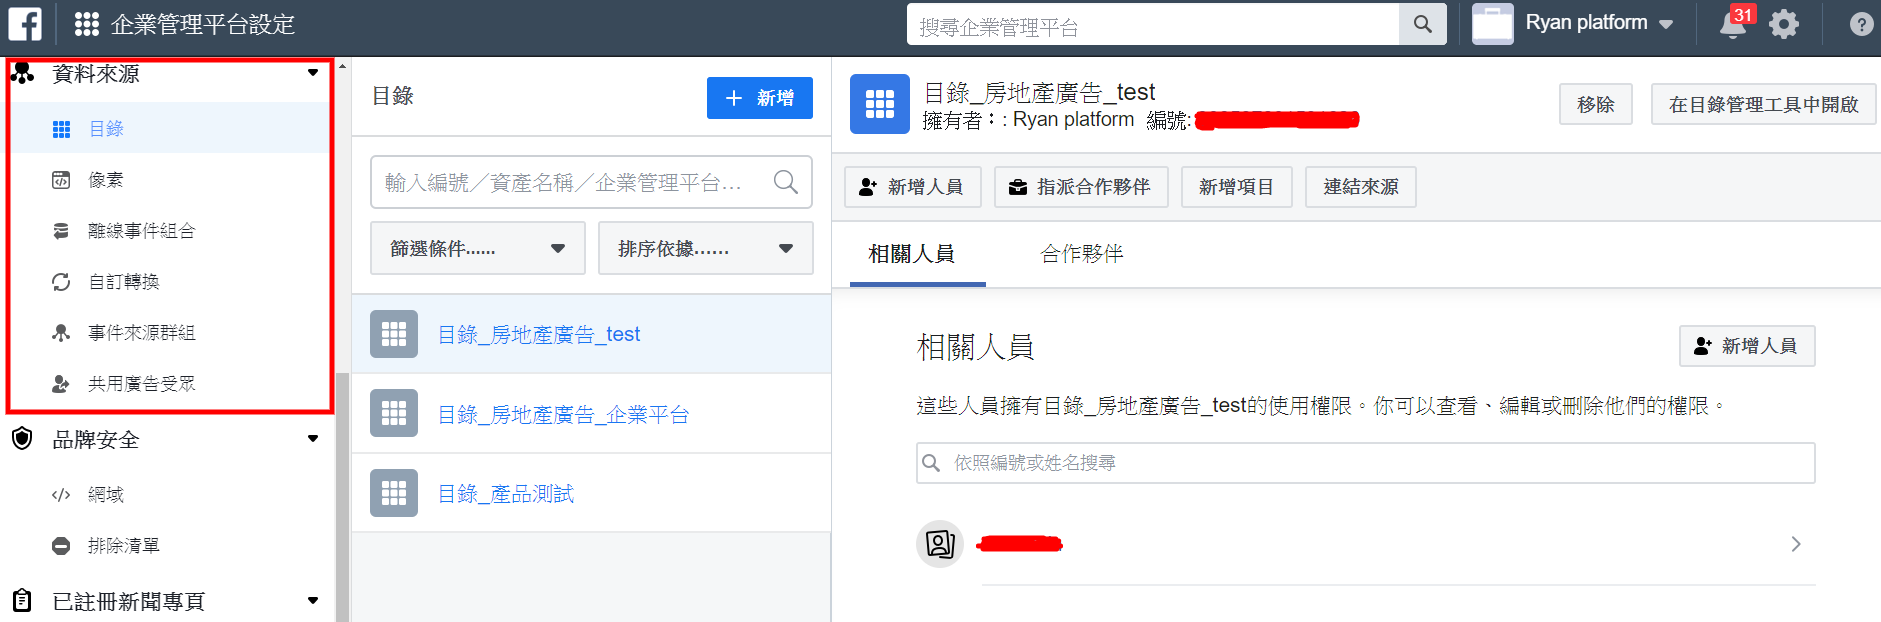 企業管理平台設定
搜尋企業管理平台
Ryan platform
31
?
資料來源
目錄
像素
離線事件組合
自訂轉換
事件來源群組
共用廣告受眾
品牌安全
網域
排除清單
已註冊新聞專頁
目錄
+ 新增
輸入編號／資產名稱／企業管理平台...
篩選條件......
排序依據......
目錄_房地產廣告_test
目錄_房地產廣告_企業平台
目錄_產品測試
目錄_房地產廣告_test
擁有者：: Ryan platform 編號:
移除
在目錄管理工具中開啟
新增人員
指派合作夥伴
新增項目
連結來源
相關人員
合作夥伴
相關人員
新增人員
這些人員擁有目錄_房地產廣告_test的使用權限。你可以查看、編輯或刪除他們的權限。
依照編號或姓名搜尋